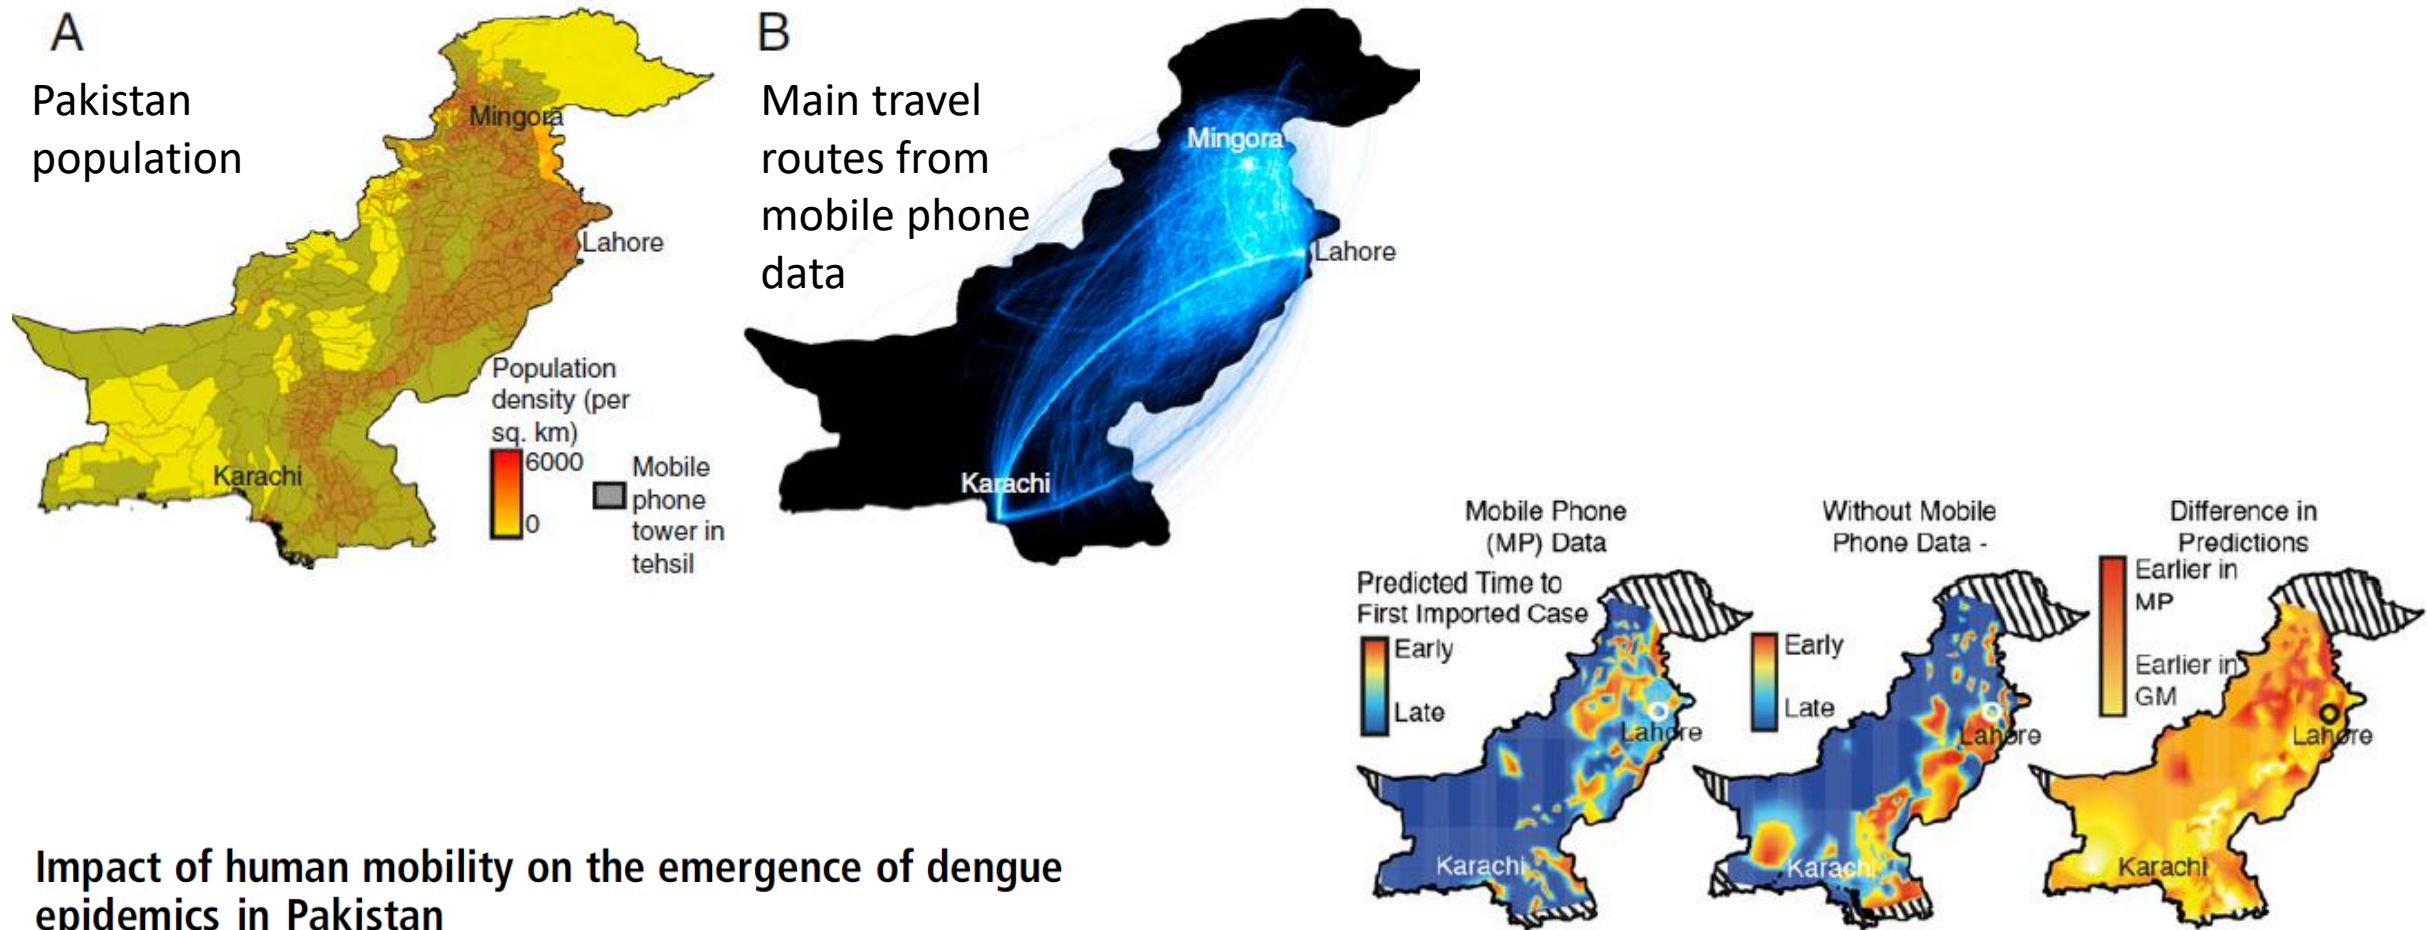 A
Pakistan
population
Mingora
Lahore
Karachi
Population
density (per
sq. km)
6000
0
Mobile
phone
tower in
tehsil
B
Main travel
routes from
mobile phone
data
Mingora
Lahore
Karachi
Mobile Phone
(MP) Data
Predicted Time to
First Imported Case
Early
Late
Lahore
Karachi
Without Mobile
Phone Data -
Early
Late
Lahore
Karachi
Difference in
Predictions
Earlier in
MP
Earlier in
GM
Lahore
Karachi
Impact of human mobility on the emergence of dengue
epidemics in Pakistan